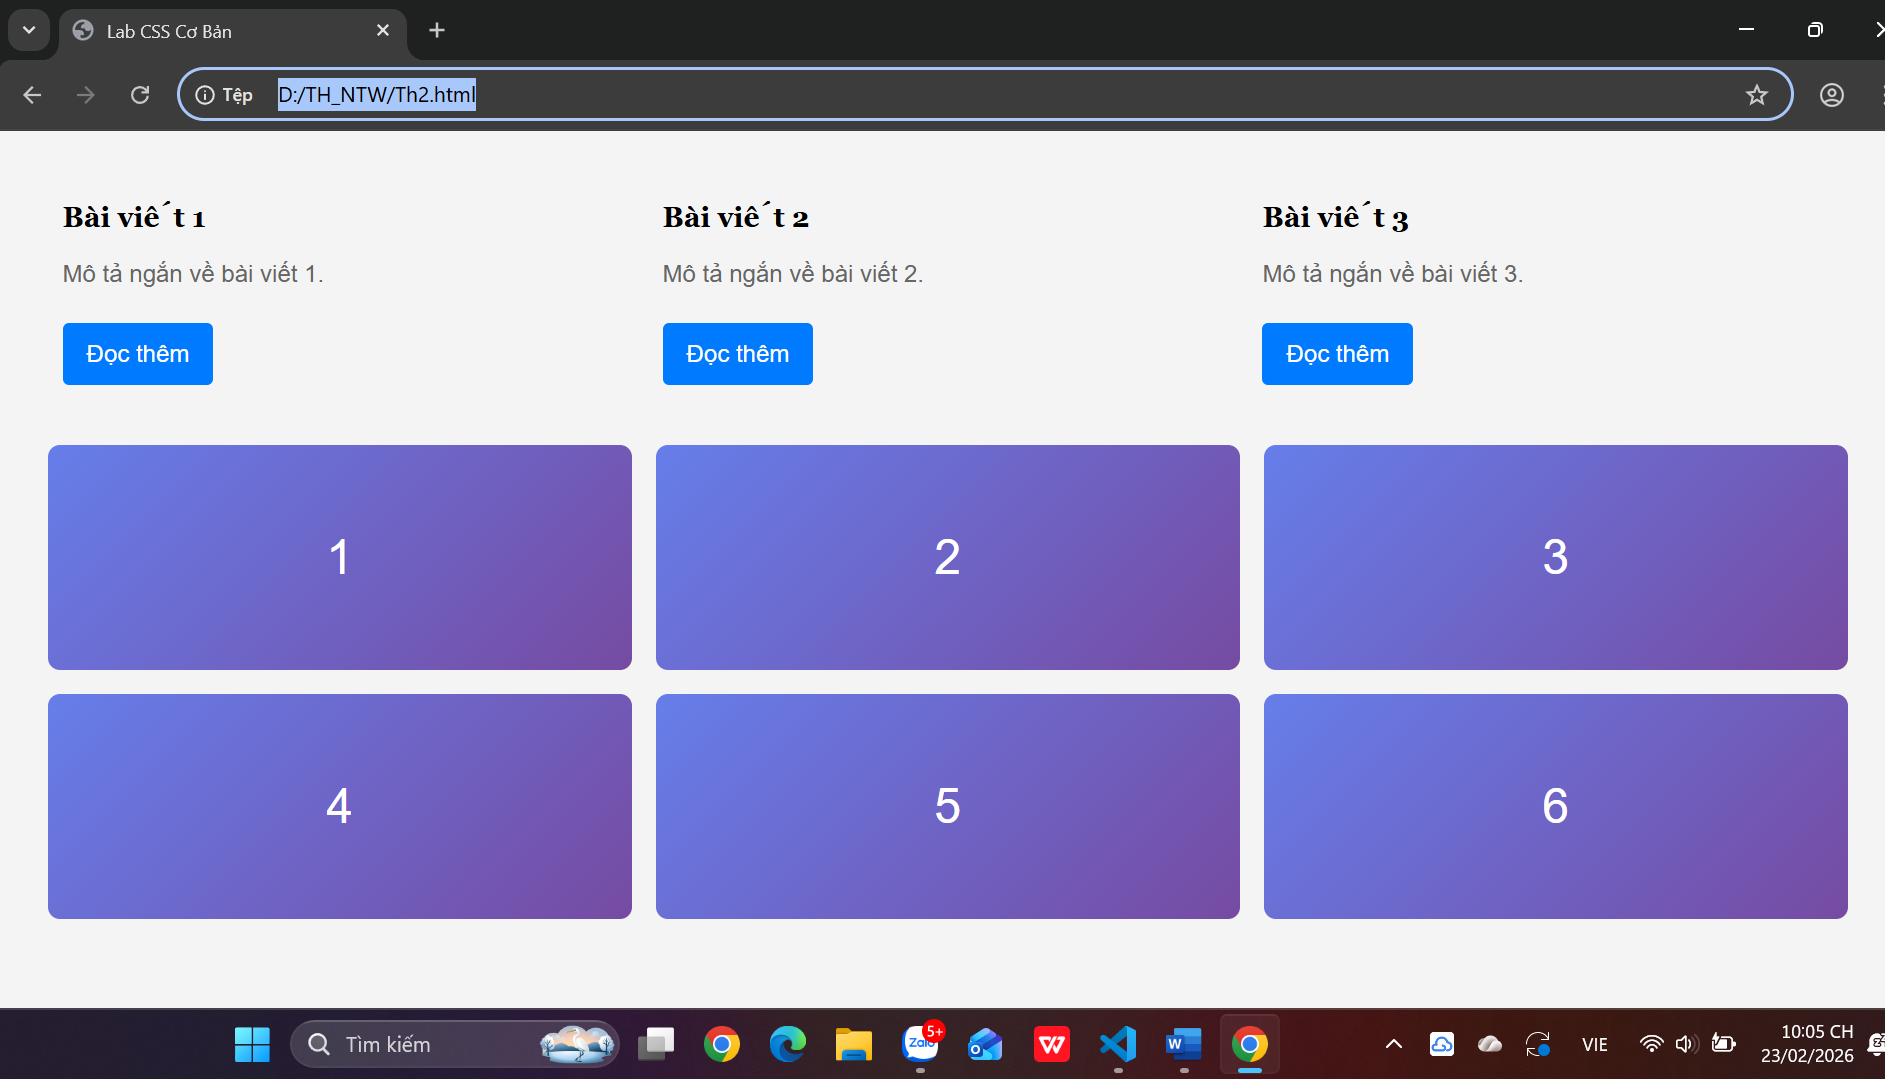 Lab CSS Cơ Bản
Tệp D:/TH_NTW/Th2.html
Bài viết 1 Bài viết 2 Bài viết 3
Mô tả ngắn về bài viết 1. Mô tả ngắn về bài viết 2. Mô tả ngắn về bài viết 3.
Đọc thêm Đọc thêm Đọc thêm
1 2 3
4 5 6
Tìm kiếm
Zalo
5+
VIE
10:05 CH
23/02/2026